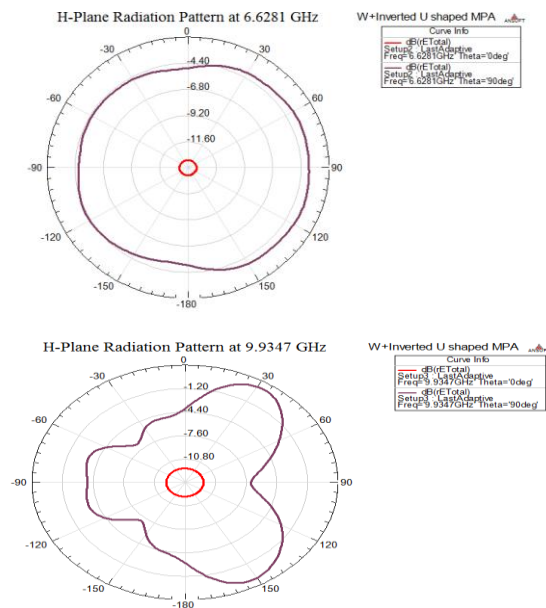 H-Plane Radiation Pattern at 6.6281 GHz
W+Inverted U shaped MPA
ANSOFT
Curve Info
dB(rETotal)
Setup2 : LastAdaptive
Freq='6.6281GHz' Theta='0deg'
dB(rETotal)
Setup2 : LastAdaptive
Freq='6.6281GHz' Theta='90deg'
0
-30
30
-4.40
-60
60
-6.80
-9.20
-11.60
-90
90
-120
120
-150
150
-180
H-Plane Radiation Pattern at 9.9347 GHz
W+Inverted U shaped MPA
ANSOFT
Curve Info
dB(rETotal)
Setup3 : LastAdaptive
Freq='9.9347GHz' Theta='0deg'
dB(rETotal)
Setup3 : LastAdaptive
Freq='9.9347GHz' Theta='90deg'
0
-30
30
-1.20
-60
60
-4.40
-7.60
-10.80
-90
90
-120
120
-150
150
-180